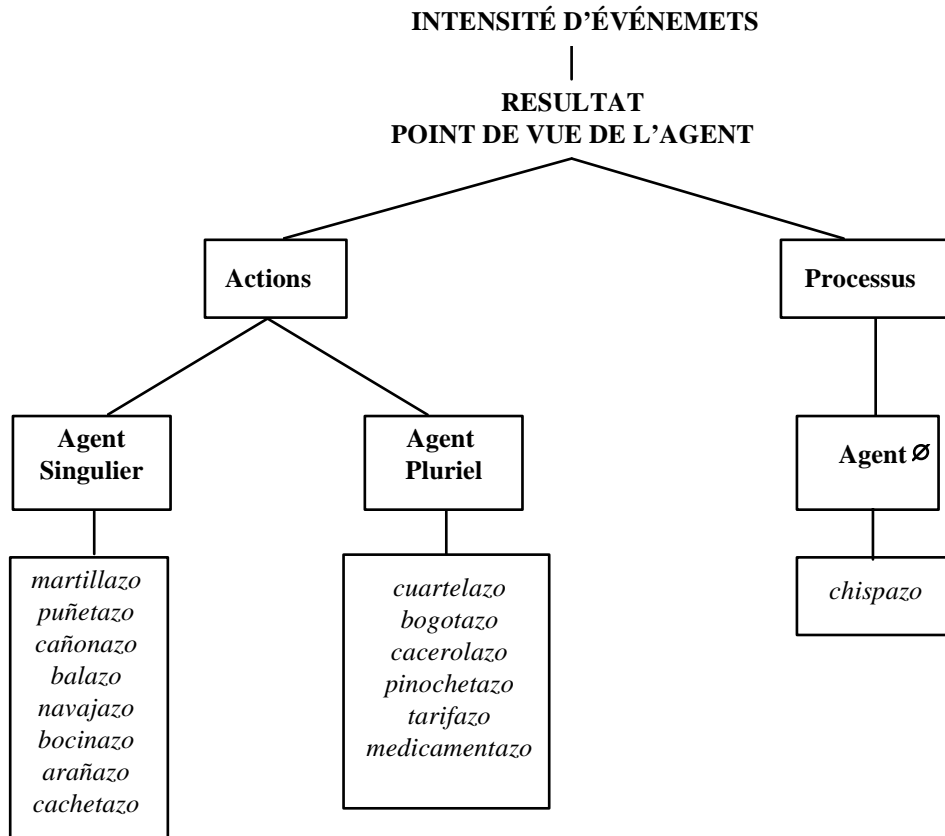 INTENSITÉ D'ÉVÉNEMETS
RESULTAT
POINT DE VUE DE L'AGENT
Actions
Processus
Agent
Singulier
Agent
Pluriel
Agent Ø
martillazo
puñetazo
cañonazo
balazo
navajazo
bocinazo
arañazo
cachetazo
cuartelazo
bogotazo
cacerolazo
pinochetazo
tarifazo
medicamentazo
chispazo